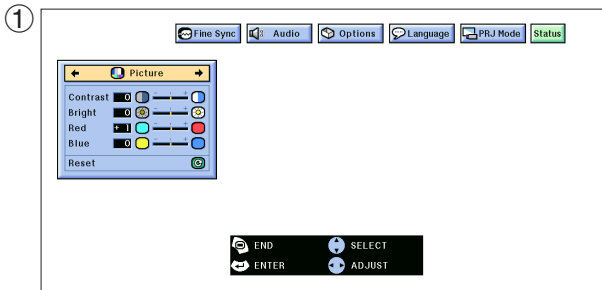 ①
Fine Sync Audio Options Language PRJ Mode Status
Picture
Contrast 0 − +
Bright 0 − +
Red + 1 − +
Blue 0 − +
Reset
END SELECT
ENTER ADJUST